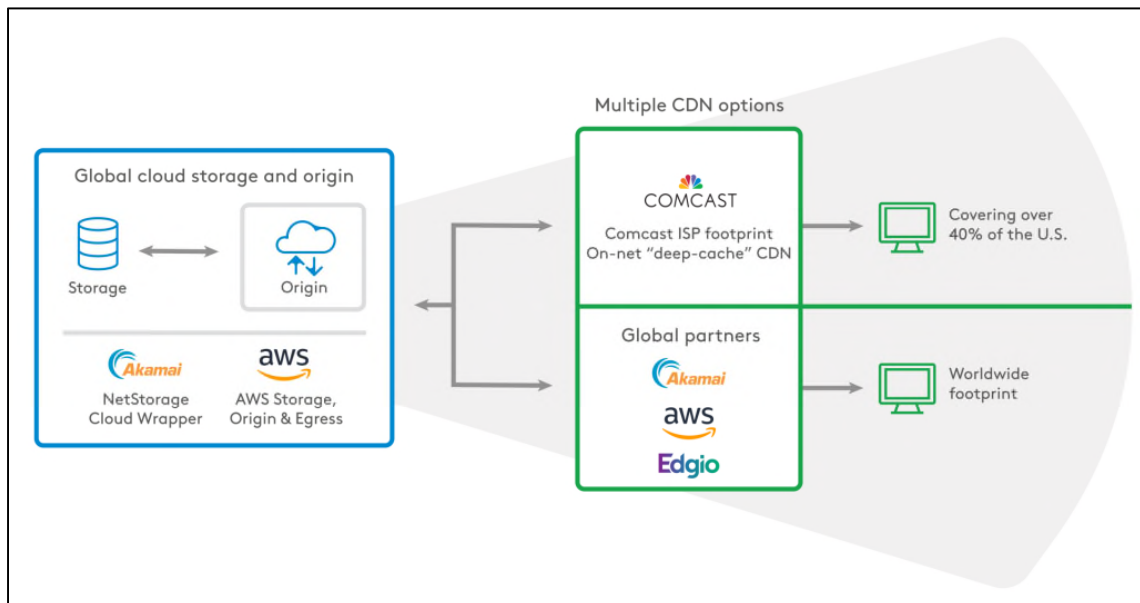 Multiple CDN options
Global cloud storage and origin
Storage
Origin
Akamai
NetStorage
Cloud Wrapper
aws
AWS Storage,
Origin & Egress
COMCAST
Comcast ISP footprint
On-net “deep-cache” CDN
Covering over
40% of the U.S.
Global partners
Akamai
aws
Edgio
Worldwide
footprint